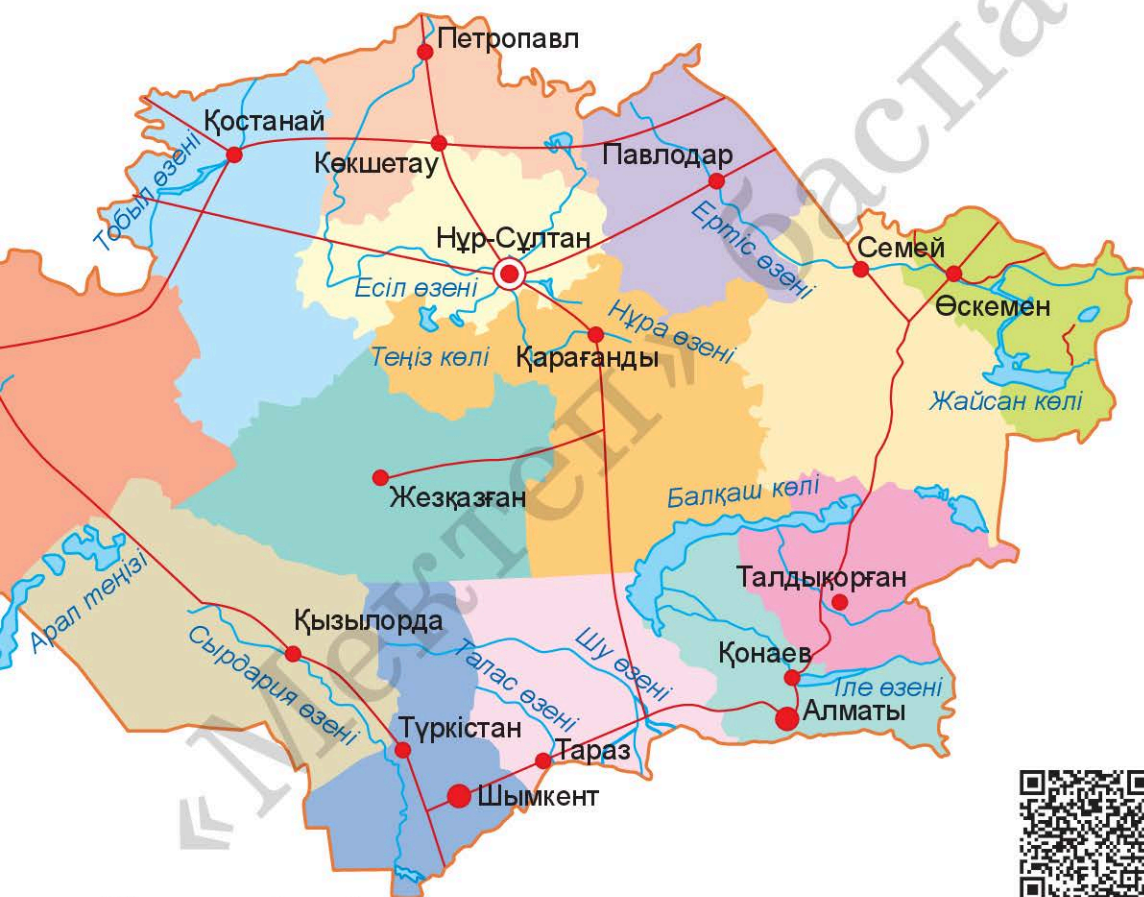 Петропавл
Қостанай
Көкшетау
Павлодар
Тобыл өзені
Нұр-Сұлтан
Ертіс өзені
Семей
Есіл өзені
Өскемен
Нұра өзені
Теңіз көлі
Қарағанды
Жайсан көлі
Жезқазған
Балқаш көлі
Арал теңізі
Талдықорған
Қызылорда
Сырдария өзені
Талас өзені
Шу өзені
Қонаев
Іле өзені
Алматы
Түркістан
Тараз
Шымкент
«Мектеп» баспа